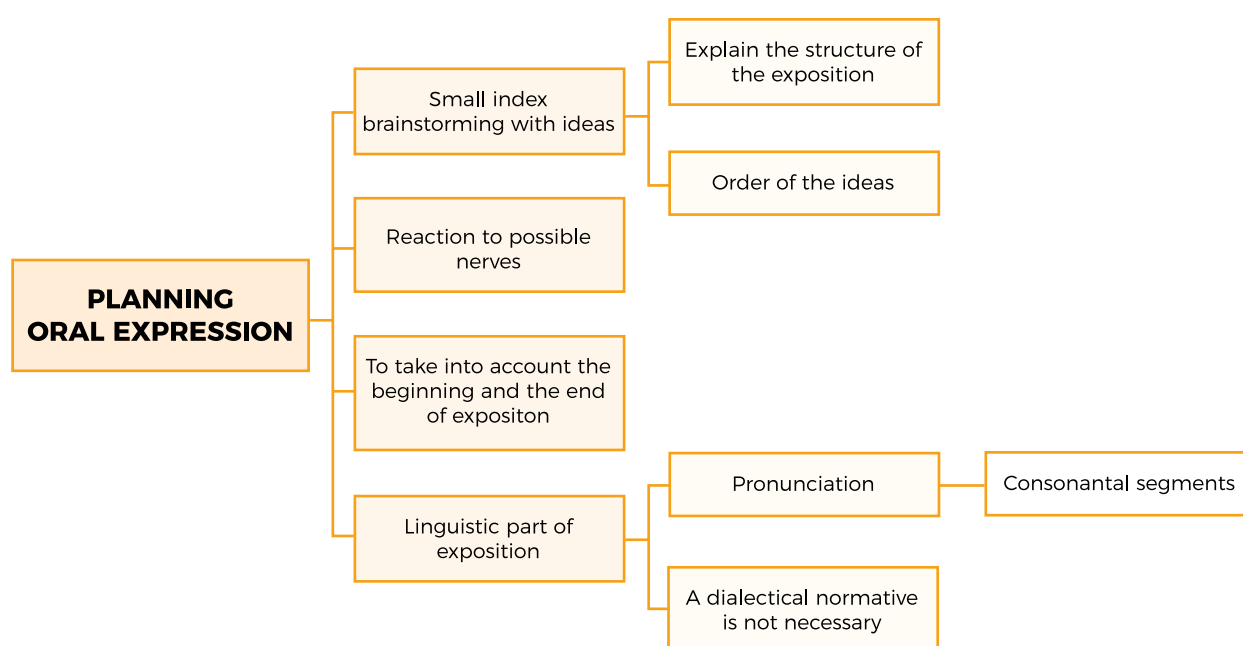 PLANNING
ORAL EXPRESSION
Small index
brainstorming with ideas
Explain the structure of
the exposition
Order of the ideas
Reaction to possible
nerves
To take into account the
beginning and the end
of expositon
Linguistic part of
exposition
Pronunciation
Consonantal segments
A dialectical normative
is not necessary